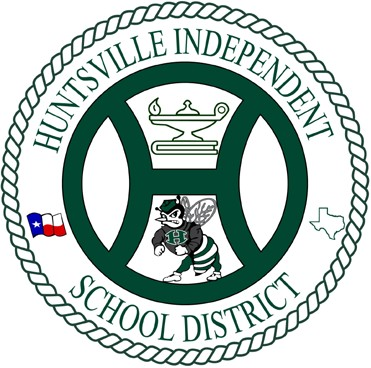 HUNTSVILLE INDEPENDENT
H
SCHOOL DISTRICT